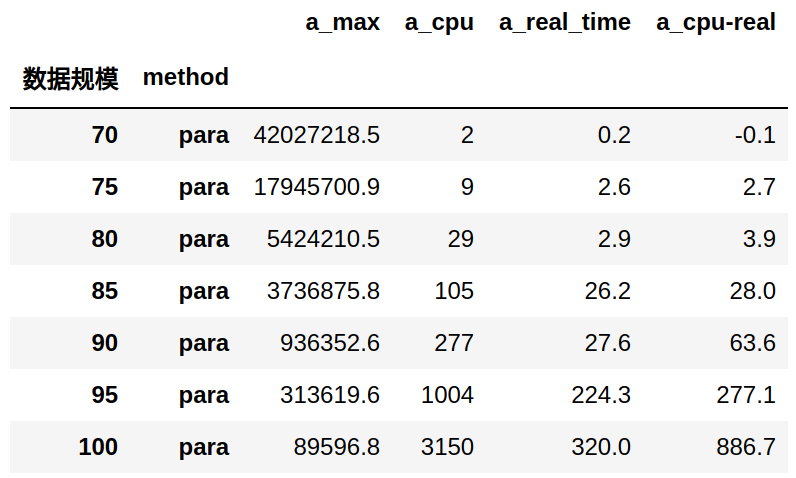 a_max a_cpu a_real_time a_cpu-real
数据规模 method
70 para 42027218.5 2 0.2 -0.1
75 para 17945700.9 9 2.6 2.7
80 para 5424210.5 29 2.9 3.9
85 para 3736875.8 105 26.2 28.0
90 para 936352.6 277 27.6 63.6
95 para 313619.6 1004 224.3 277.1
100 para 89596.8 3150 320.0 886.7